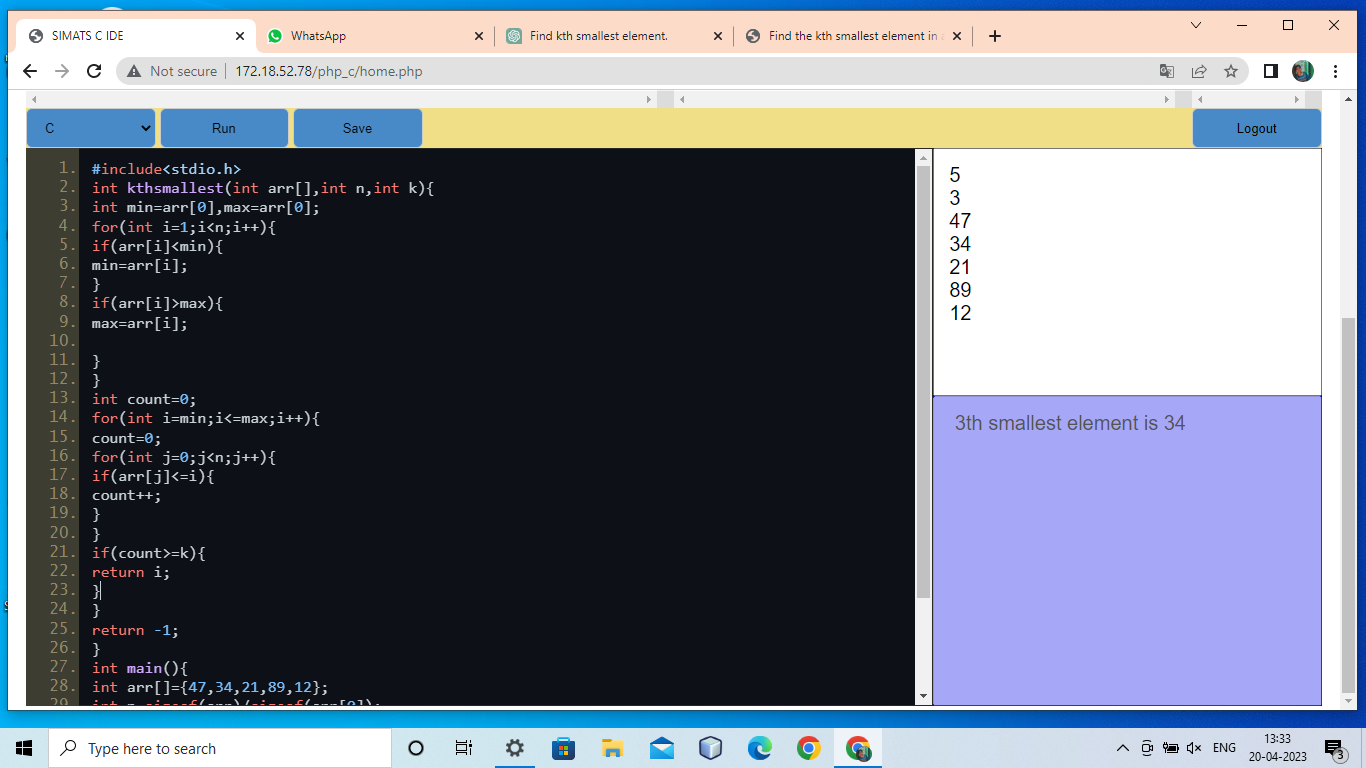 SIMATS C IDE
WhatsApp
Find kth smallest element.
Find the kth smallest element in a
Not secure
172.18.52.78/php_c/home.php
C
Run
Save
Logout
1. #include<stdio.h>
2. int kthsmallest(int arr[],int n,int k){
3. int min=arr[0],max=arr[0];
4. for(int i=1;i<n;i++){
5. if(arr[i]<min){
6. min=arr[i];
7. }
8. if(arr[i]>max){
9. max=arr[i];
10.
11. }
12. }
13. int count=0;
14. for(int i=min;i<=max;i++){
15. count=0;
16. for(int j=0;j<n;j++){
17. if(arr[j]<=i){
18. count++;
19. }
20. }
21. if(count>=k){
22. return i;
23. }
24. }
25. return -1;
26. }
27. int main(){
28. int arr[]={47,34,21,89,12};
29. int n=sizeof(arr)/sizeof(arr[0]);
5
3
47
34
21
89
12
3th smallest element is 34
Type here to search
ENG
13:33
20-04-2023
3